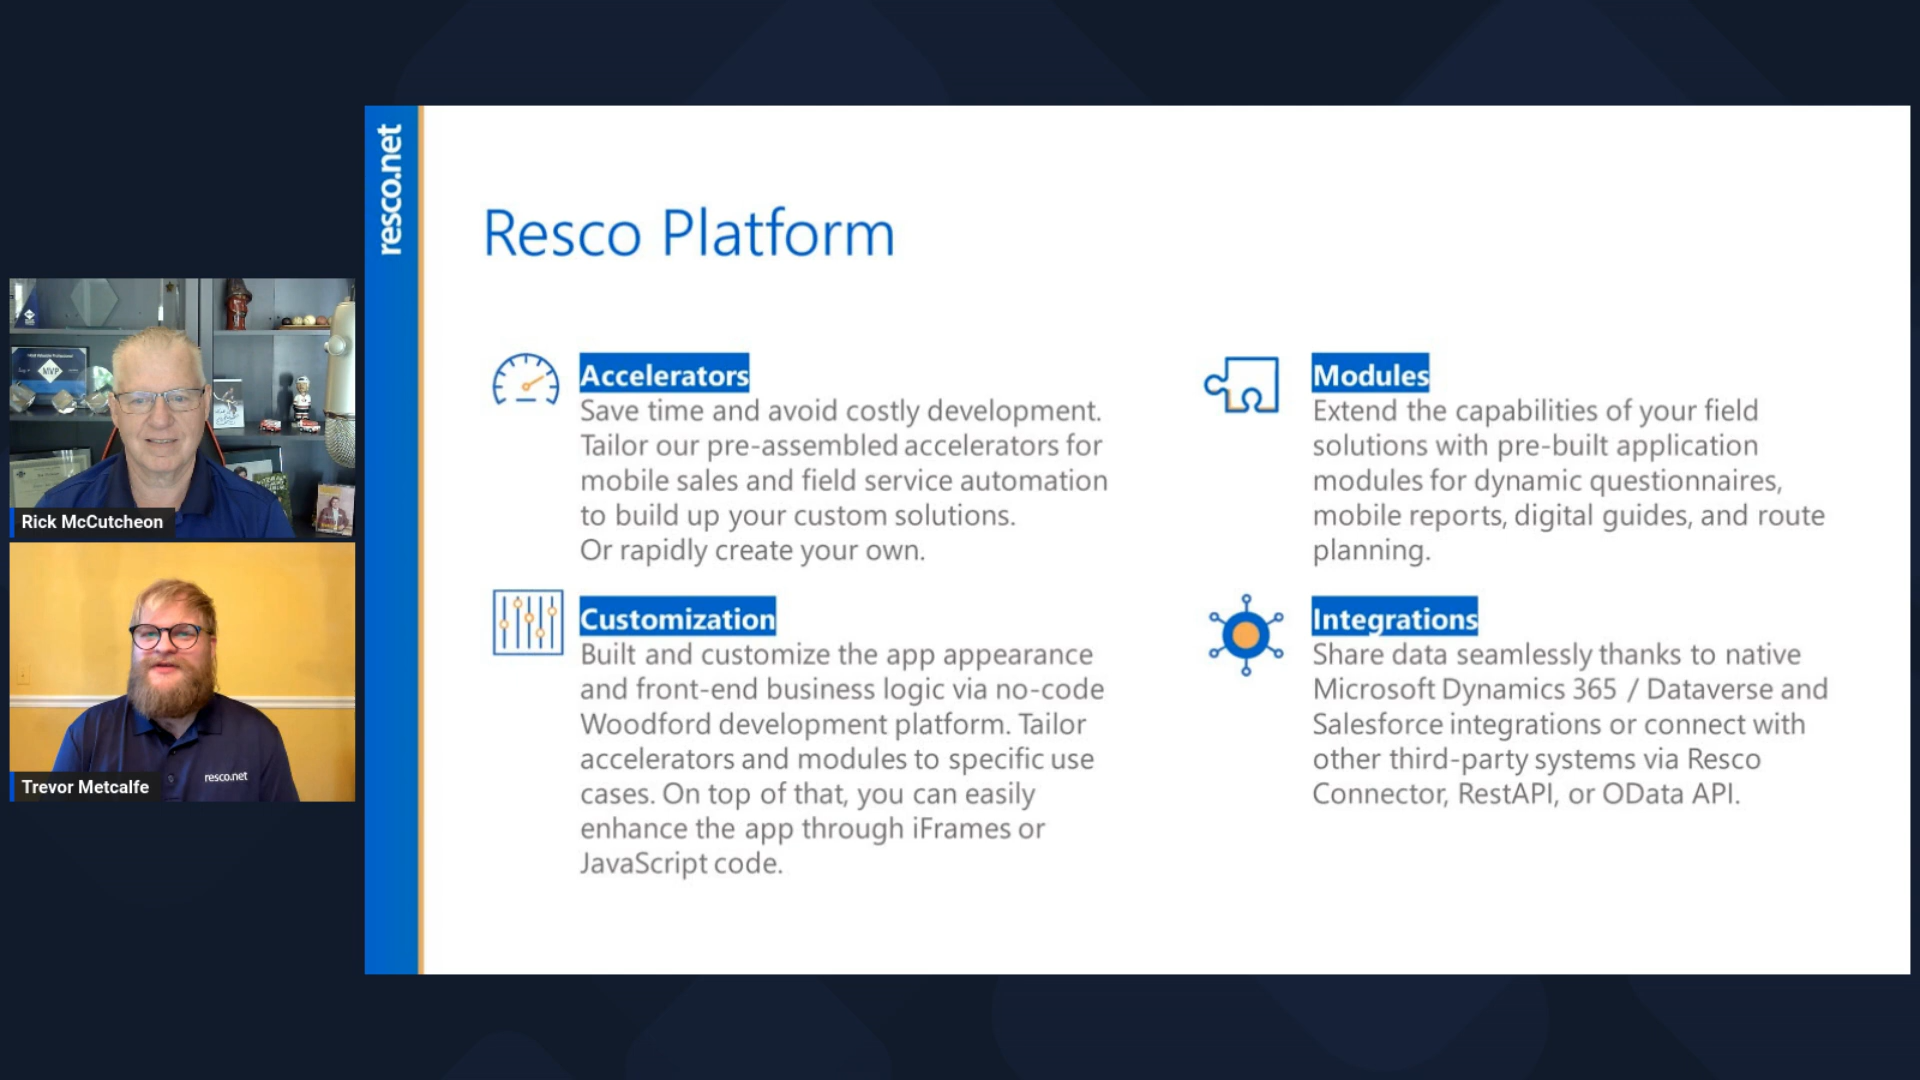 resco.net
Resco Platform
Accelerators
Save time and avoid costly development.
Tailor our pre-assembled accelerators for
mobile sales and field service automation
to build up your custom solutions.
Or rapidly create your own.
Modules
Extend the capabilities of your field
solutions with pre-built application
modules for dynamic questionnaires,
mobile reports, digital guides, and route
planning.
Customization
Built and customize the app appearance
and front-end business logic via no-code
Woodford development platform. Tailor
accelerators and modules to specific use
cases. On top of that, you can easily
enhance the app through iFrames or
JavaScript code.
Integrations
Share data seamlessly thanks to native
Microsoft Dynamics 365 / Dataverse and
Salesforce integrations or connect with
other third-party systems via Resco
Connector, RestAPI, or OData API.
MVP
Rick McCutcheon
resco.net
Trevor Metcalfe